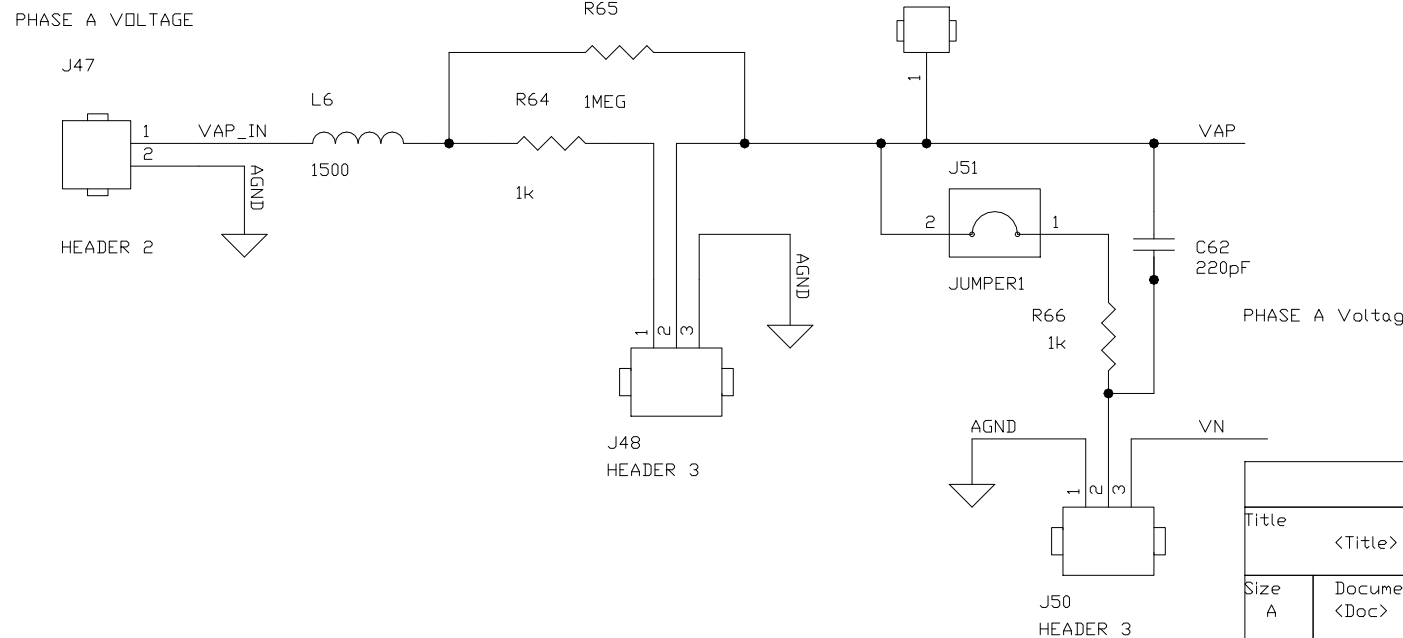 PHASE A VOLTAGE
R65
J47
1
L6
R64
1MEG
1
VAP_IN
VAP
2
1500
AGND
J51
1k
2
1
HEADER 2
C62
220pF
AGND
JUMPER1
R66
1k
PHASE A Voltag
1
2
3
J48
HEADER 3
AGND
VN
1
2
3
Title
<Title>
Size
A
Docume
<Doc>
J50
HEADER 3